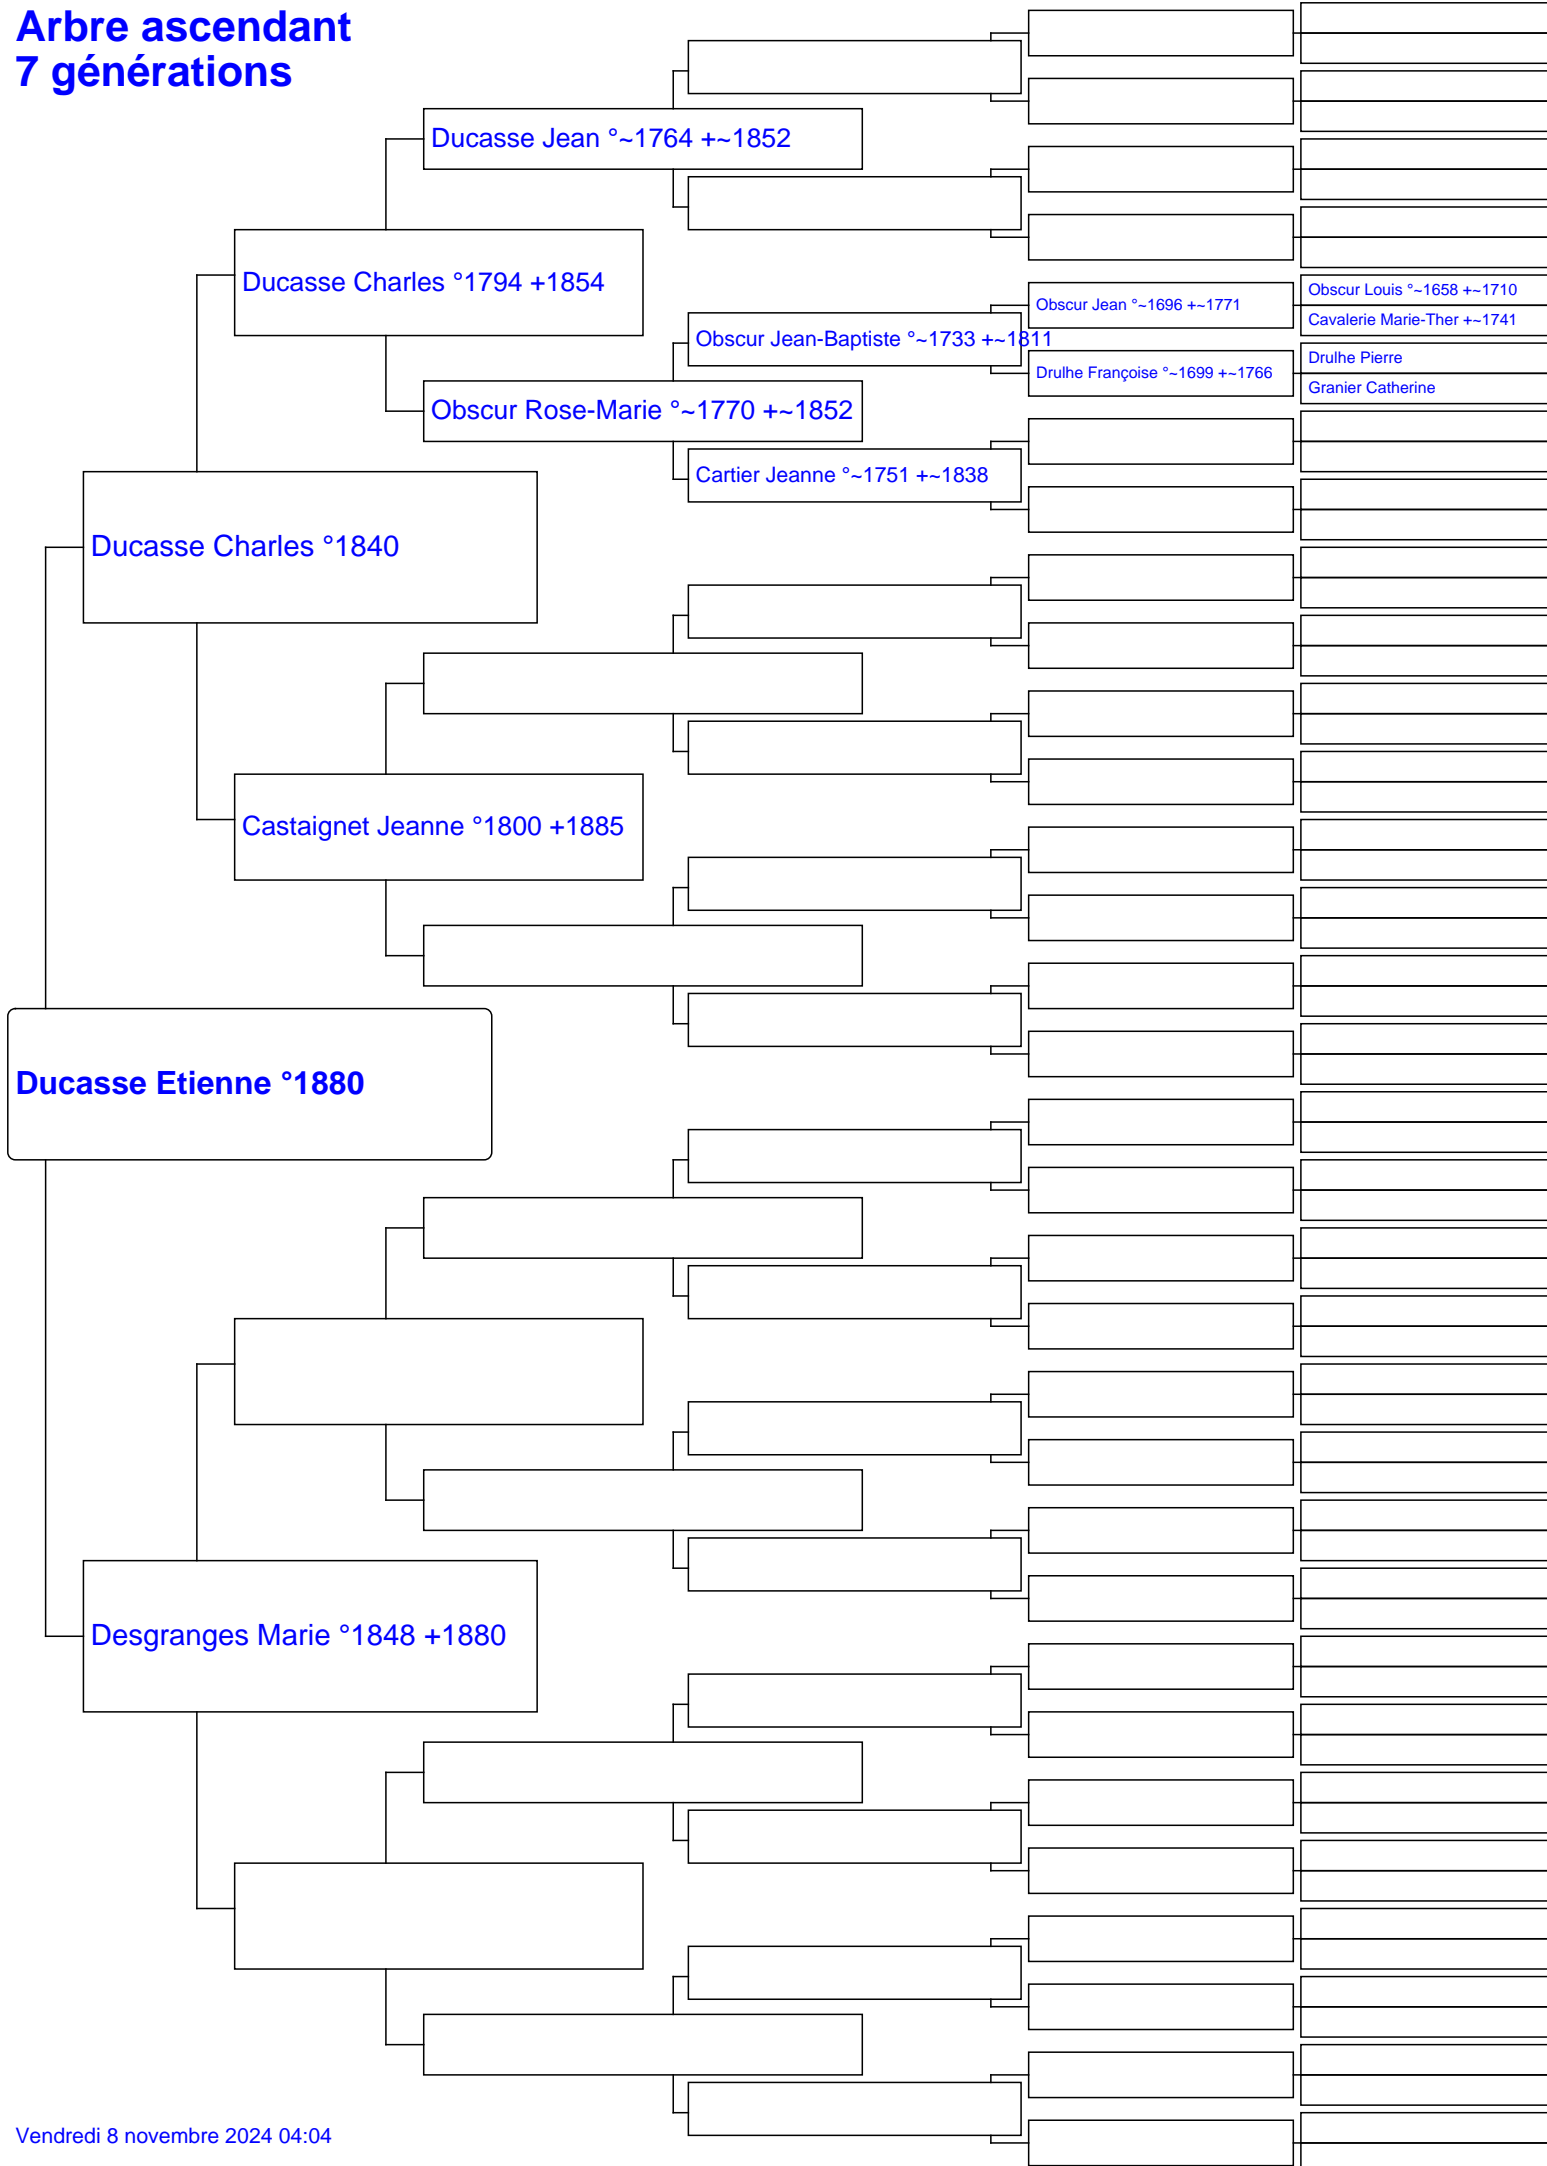 Arbre ascendant
7 générations
Ducasse Jean °~1764 +~1852
Ducasse Charles °1794 +1854
Obscur Louis °~1658 +~1710
Obscur Jean °~1696 +~1771
Cavalerie Marie-Ther +~1741
Obscur Jean-Baptiste °~1733 +~1811
Drulhe Pierre
Drulhe Françoise °~1699 +~1766
Granier Catherine
Obscur Rose-Marie °~1770 +~1852
Cartier Jeanne °~1751 +~1838
Ducasse Charles °1840
Castaignet Jeanne °1800 +1885
Ducasse Etienne °1880
Desgranges Marie °1848 +1880
Vendredi 8 novembre 2024 04:04